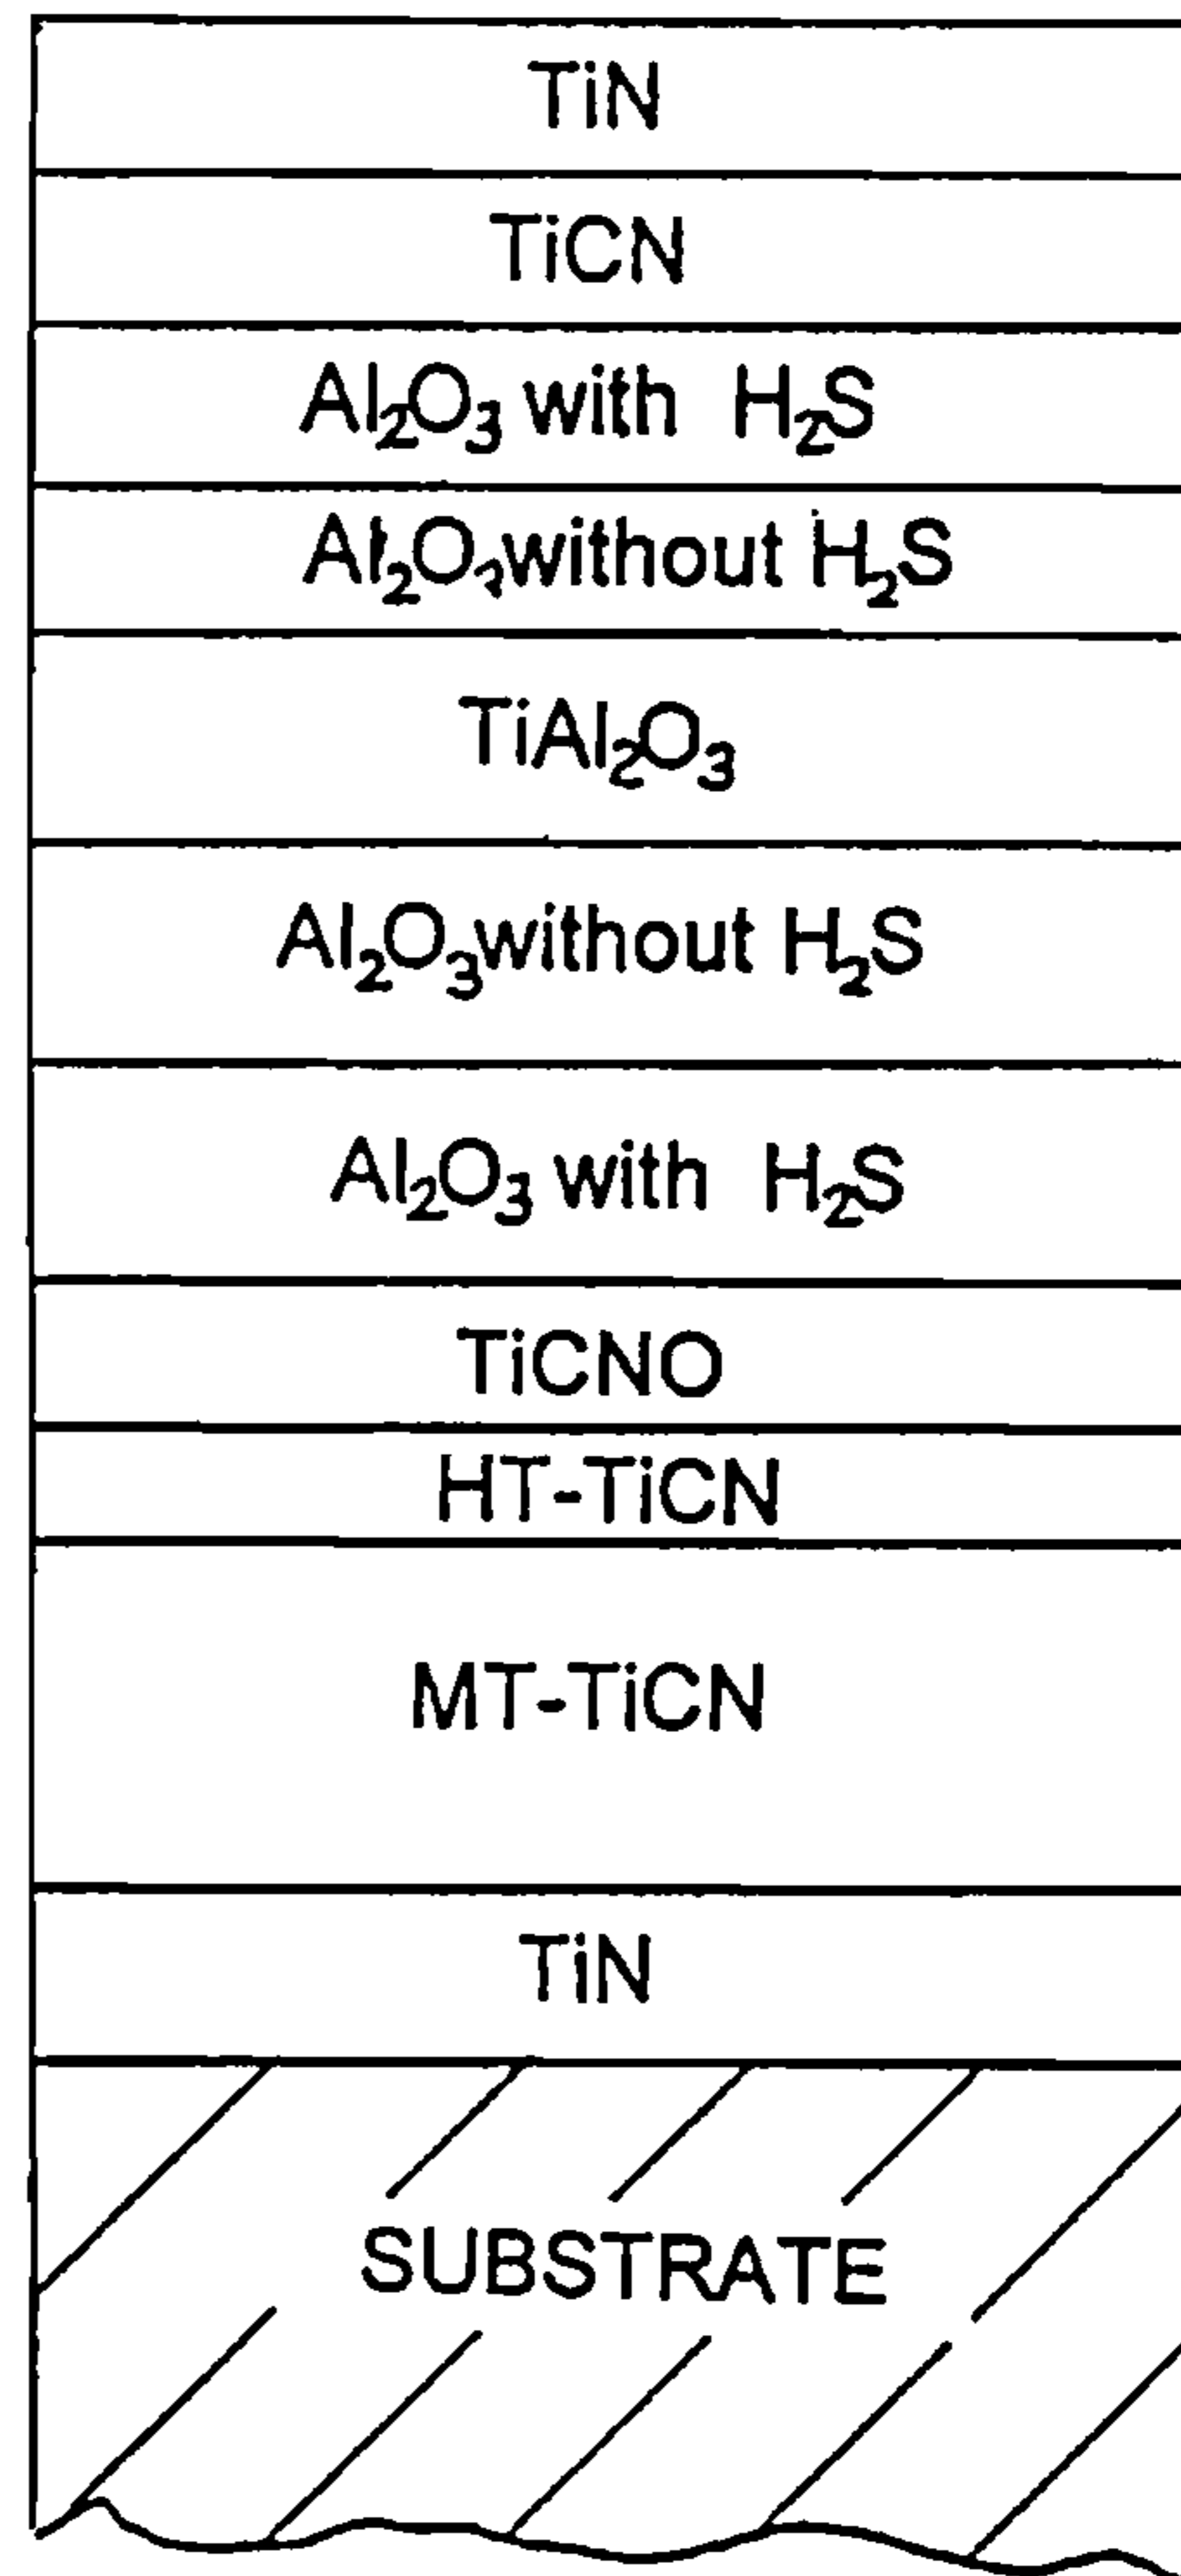 TiN
TiCN
Al₂O₃ with H₂S
Al₂O₃ without H₂S
TiAl₂O₃
Al₂O₃ without H₂S
Al₂O₃ with H₂S
TiCNO
HT-TiCN
MT-TiCN
TiN
SUBSTRATE